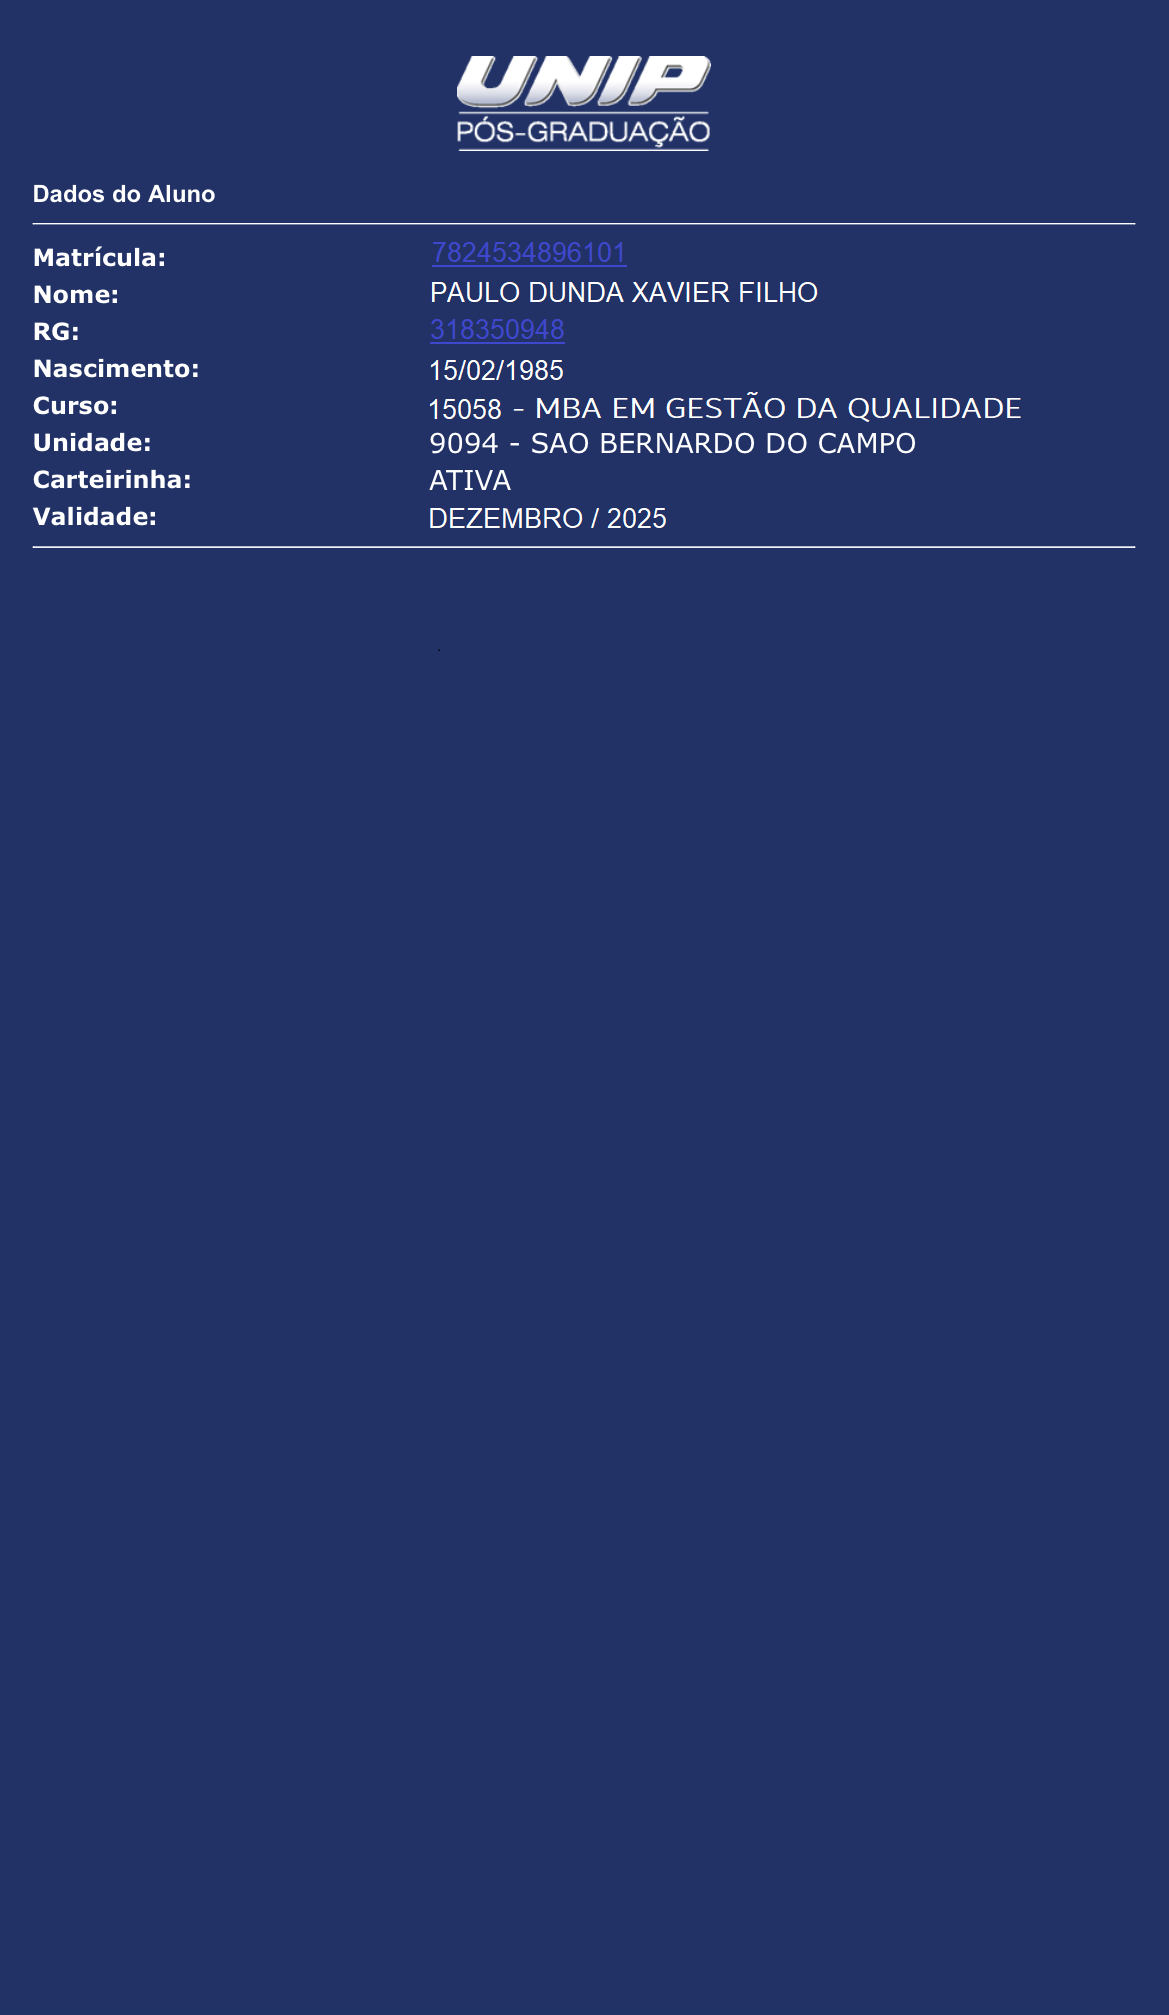 UNIP
PÓS-GRADUAÇÃO
Dados do Aluno
Matrícula: 7824534896101
Nome: PAULO DUNDA XAVIER FILHO
RG: 318350948
Nascimento: 15/02/1985
Curso: 15058 - MBA EM GESTÃO DA QUALIDADE
Unidade: 9094 - SAO BERNARDO DO CAMPO
Carteirinha: ATIVA
Validade: DEZEMBRO / 2025